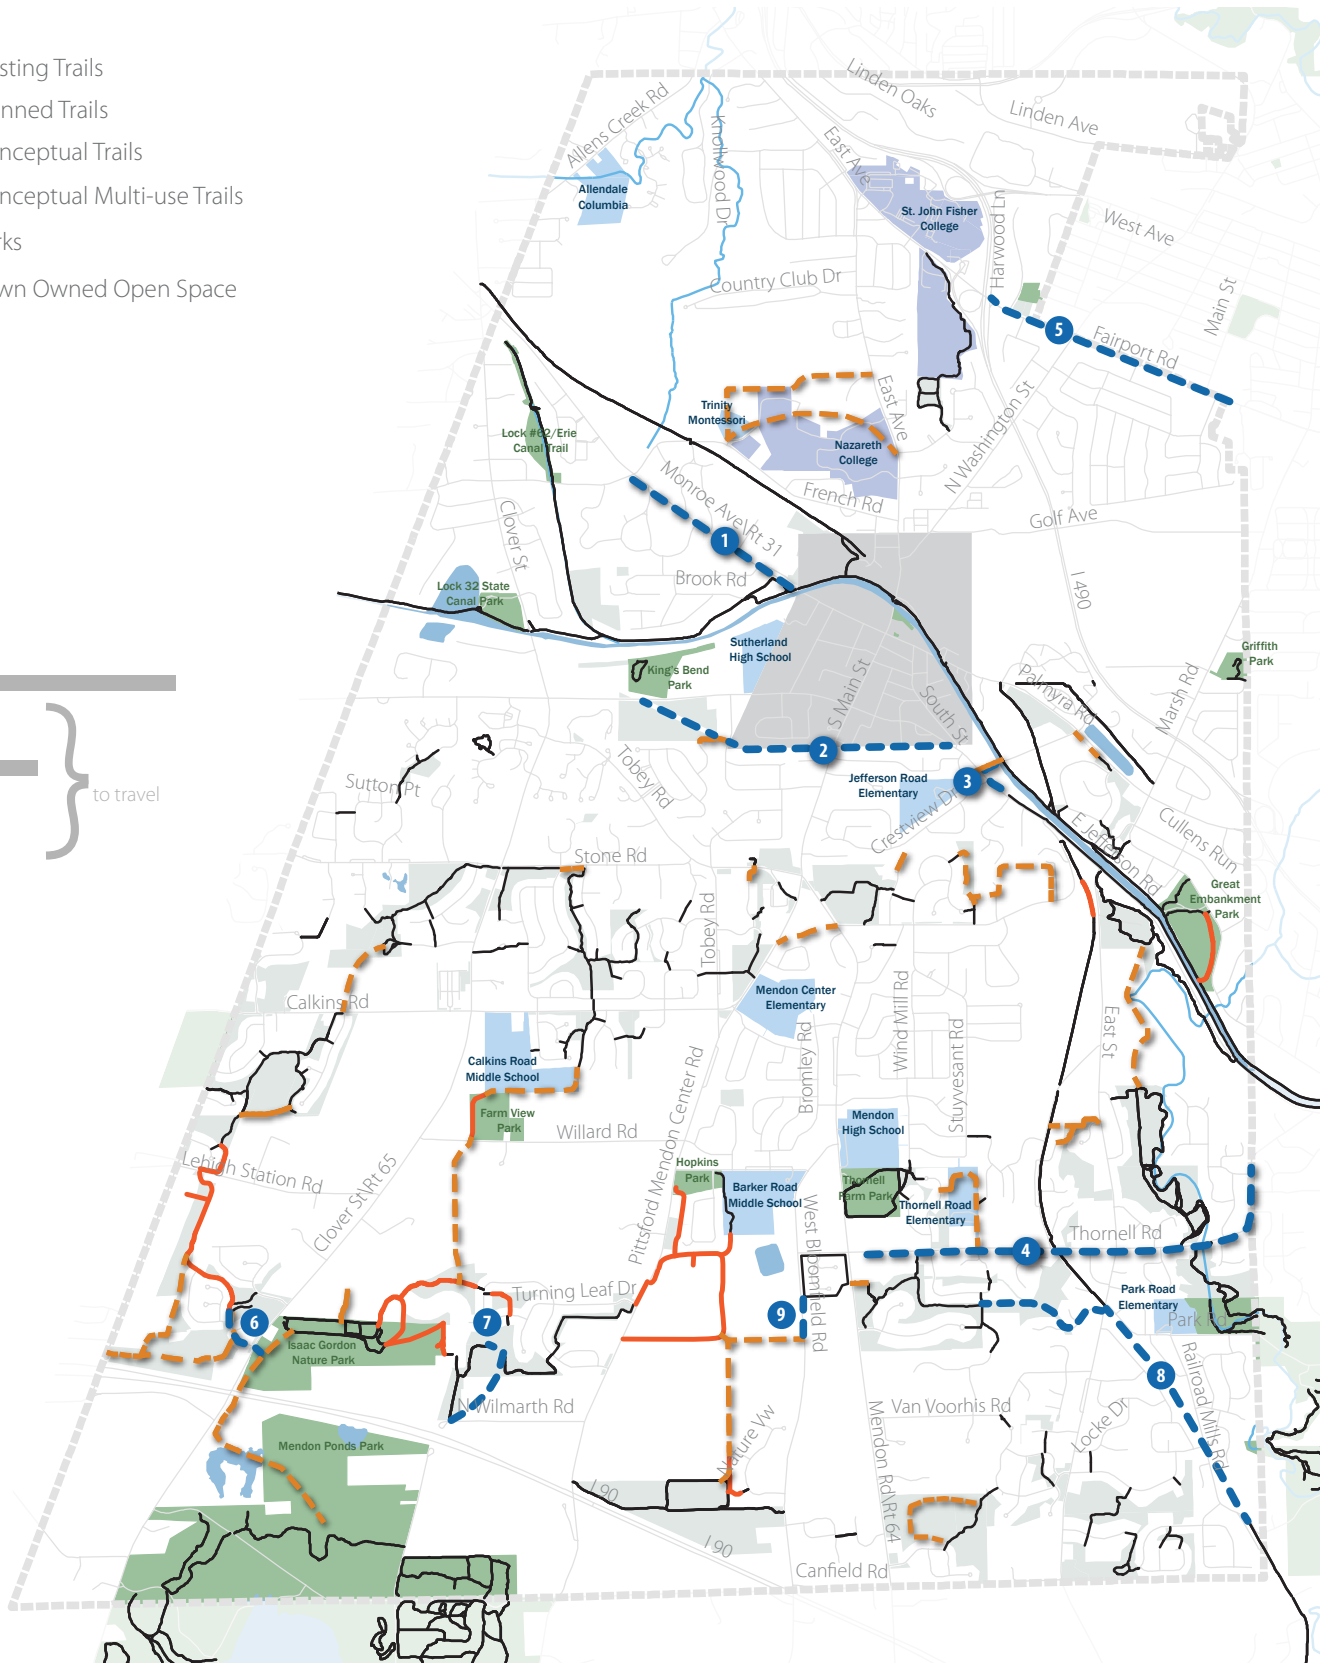 sting Trails
nned Trails
nceptual Trails
nceptual Multi-use Trails
rks
wn Owned Open Space
to travel
Linden Oaks
Linden Ave
Allens Creek Rd
Knollwood Dr
East Ave
Allendale
Columbia
St. John Fisher
College
Harwood Ln
West Ave
Country Club Dr
Main St
5
Fairport Rd
Trinity
Montessori
East Ave
Nazareth
College
N Washington St
Lock #62/Erie
Canal Trail
Monroe Ave\Rt 31
French Rd
Golf Ave
Clover St
1
Brook Rd
I 490
Lock 32 State
Canal Park
Sutherland
High School
King's Bend
Park
Griffith
Park
S Main St
South St
Palmyra Rd
Marsh Rd
2
Tobey Rd
Sutton Pt
Jefferson Road
Elementary
3
Crestview Dr
E Jefferson Rd
Cullens Run
Stone Rd
Great
Embankment
Park
Tobey Rd
Calkins Rd
Mendon Center
Elementary
Wind Mill Rd
East St
Stuyvesant Rd
Bromley Rd
Calkins Road
Middle School
Farm View
Park
Willard Rd
Mendon
High School
Pittsford Mendon Center Rd
Lehigh Station Rd
Clover St\Rt 65
Hopkins
Park
Barker Road
Middle School
Thornell
Farm Park
Thornell Road
Elementary
West Bloomfield Rd
Thornell Rd
4
Turning Leaf Dr
Park Road
Elementary
Park Rd
6
7
9
Isaac Gordon
Nature Park
8
Railroad Mills Rd
N Wilmarth Rd
Van Voorhis Rd
Locke Dr
Mendon Rd\Rt 64
Nature Vw
Mendon Ponds Park
I 90
I 90
Canfield Rd